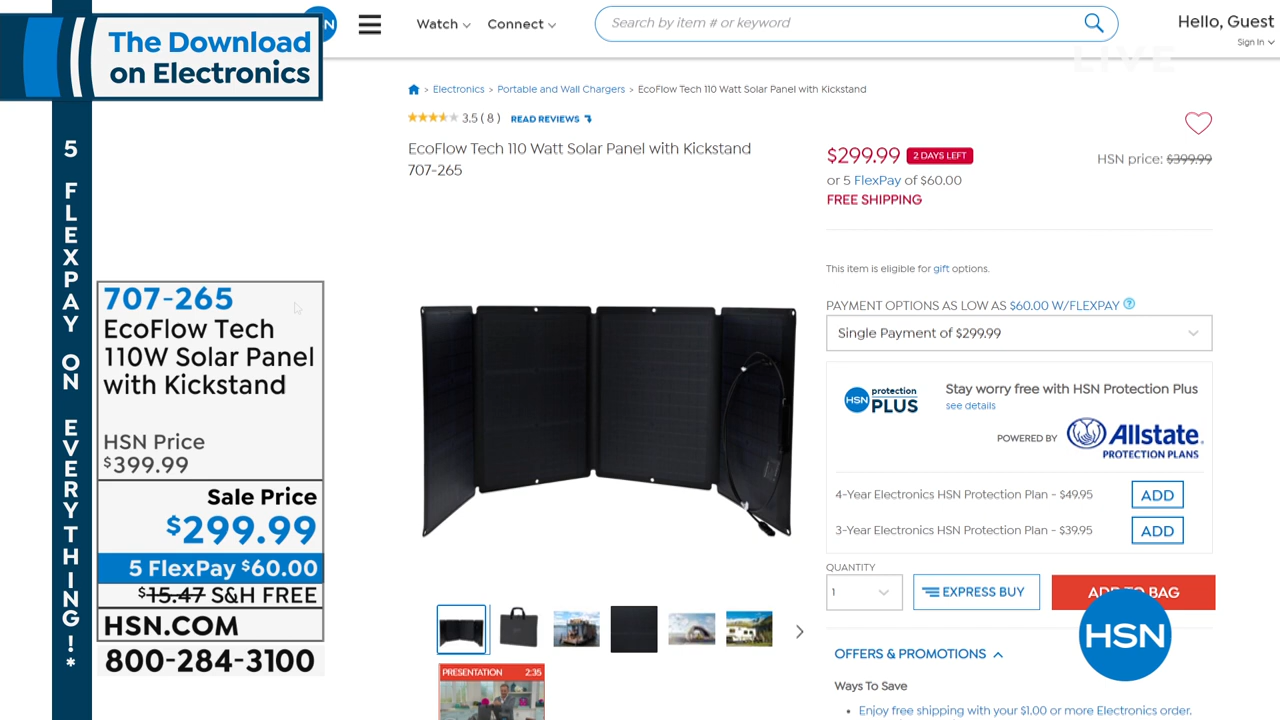 The Download
on Electronics
5 FLEXPAY ON EVERYTHING!*
707-265
EcoFlow Tech
110W Solar Panel
with Kickstand
HSN Price
$399.99
Sale Price
$299.99
5 FlexPay $60.00
$15.47 S&H FREE
HSN.COM
800-284-3100
SN
Watch
Connect
Search by item # or keyword
Hello, Guest
Sign In
LIVE
> Electronics > Portable and Wall Chargers > EcoFlow Tech 110 Watt Solar Panel with Kickstand
3.5 ( 8 ) READ REVIEWS
EcoFlow Tech 110 Watt Solar Panel with Kickstand
707-265
PRESENTATION 2:35
$299.99 2 DAYS LEFT
HSN price: $399.99
or 5 FlexPay of $60.00
FREE SHIPPING
This item is eligible for gift options.
PAYMENT OPTIONS AS LOW AS $60.00 W/FLEXPAY ?
Single Payment of $299.99
HSN protection PLUS
Stay worry free with HSN Protection Plus
see details
POWERED BY Allstate.
PROTECTION PLANS
4-Year Electronics HSN Protection Plan - $49.95 ADD
3-Year Electronics HSN Protection Plan - $39.95 ADD
QUANTITY
1
EXPRESS BUY
ADD TO BAG
HSN
OFFERS & PROMOTIONS
Ways To Save
• Enjoy free shipping with your $1.00 or more Electronics order.